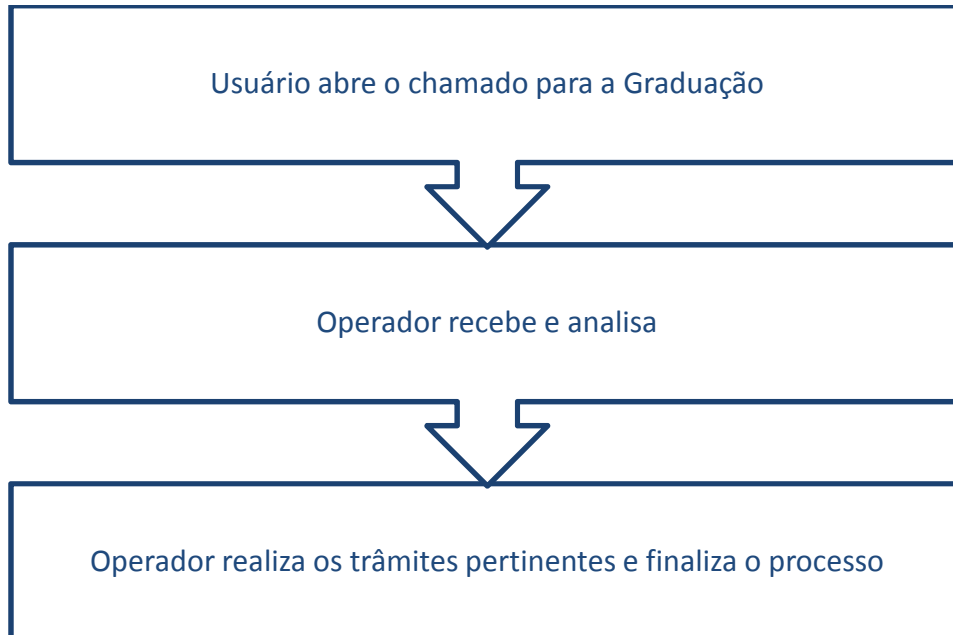 Usuário abre o chamado para a Graduação
Operador recebe e analisa
Operador realiza os trâmites pertinentes e finaliza o processo